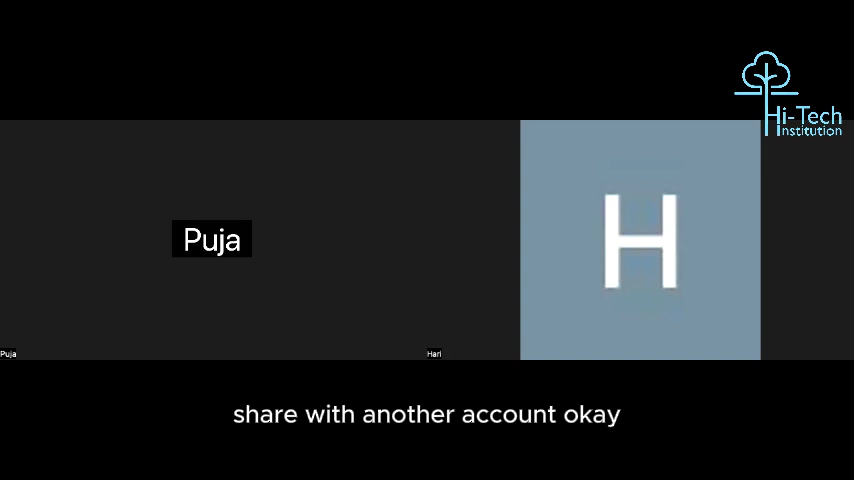 Hi-Tech
Institution
Puja
H
Puja
Hari
share with another account okay